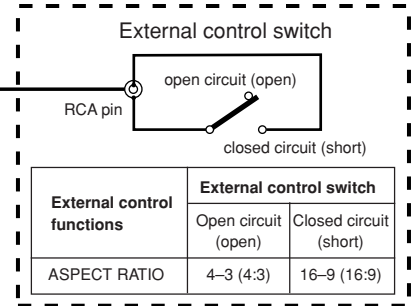 External control switch
open circuit (open)
RCA pin
closed circuit (short)
External control
functions
External control switch
Open circuit
(open)
Closed circuit
(short)
ASPECT RATIO
4–3 (4:3)
16–9 (16:9)